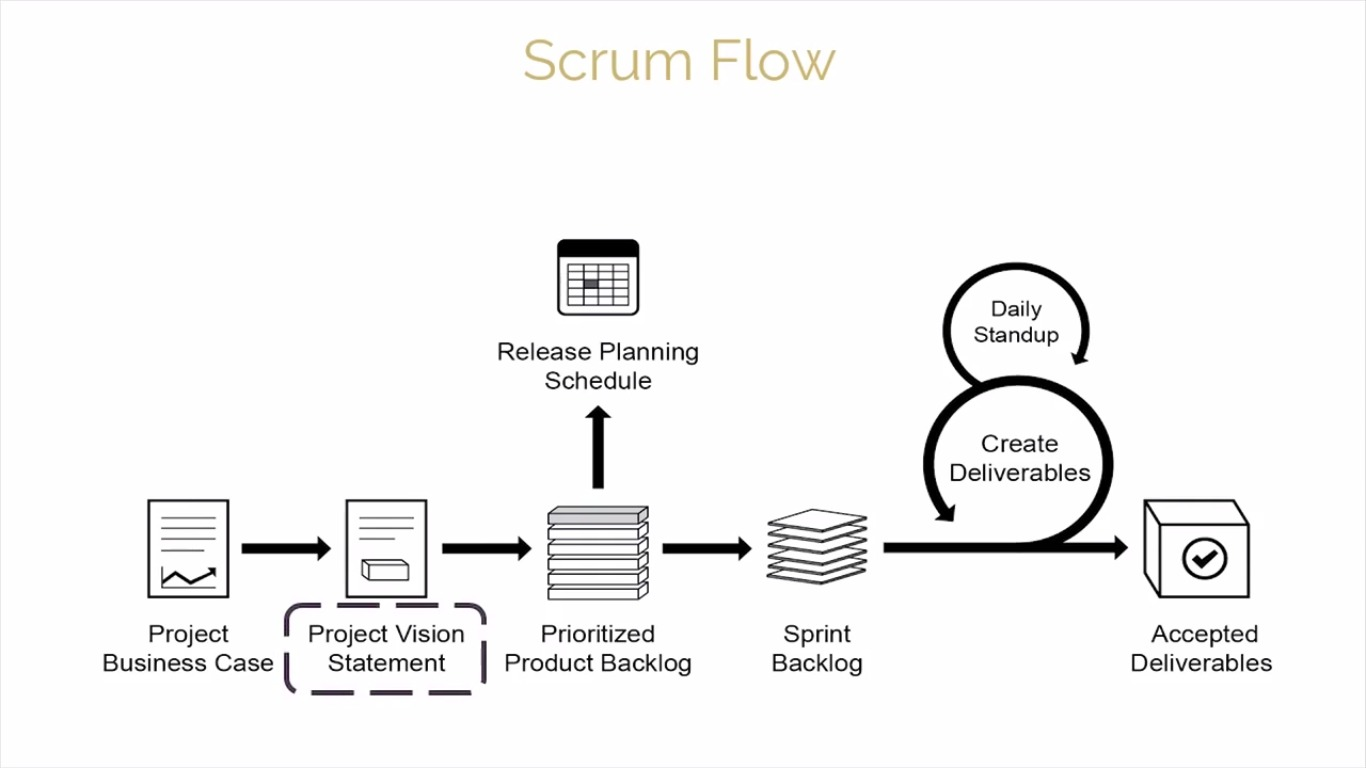 Scrum Flow
Release Planning
Schedule
Daily
Standup
Create
Deliverables
Project
Business Case
Project Vision
Statement
Prioritized
Product Backlog
Sprint
Backlog
Accepted
Deliverables